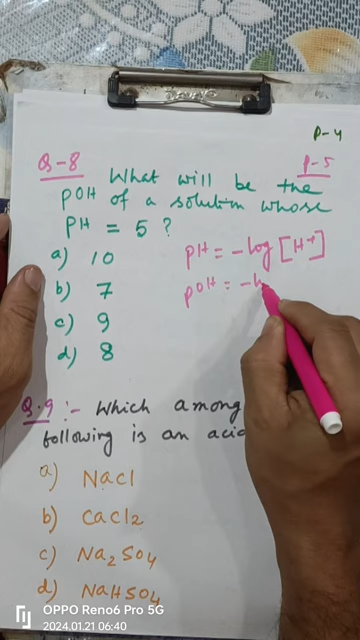 P-4
P-5
Q-8 What will be the
POH of a solution whose
PH = 5 ?
a) 10
b) 7
c) 9
d) 8
PH = -log [H+]
POH = -l
Q.9 :- Which among
following is an acid
a) NaCl
b) CaCl2
c) Na2SO4
d) NaHSO4
OPPO Reno6 Pro 5G
2024.01.21 06:40